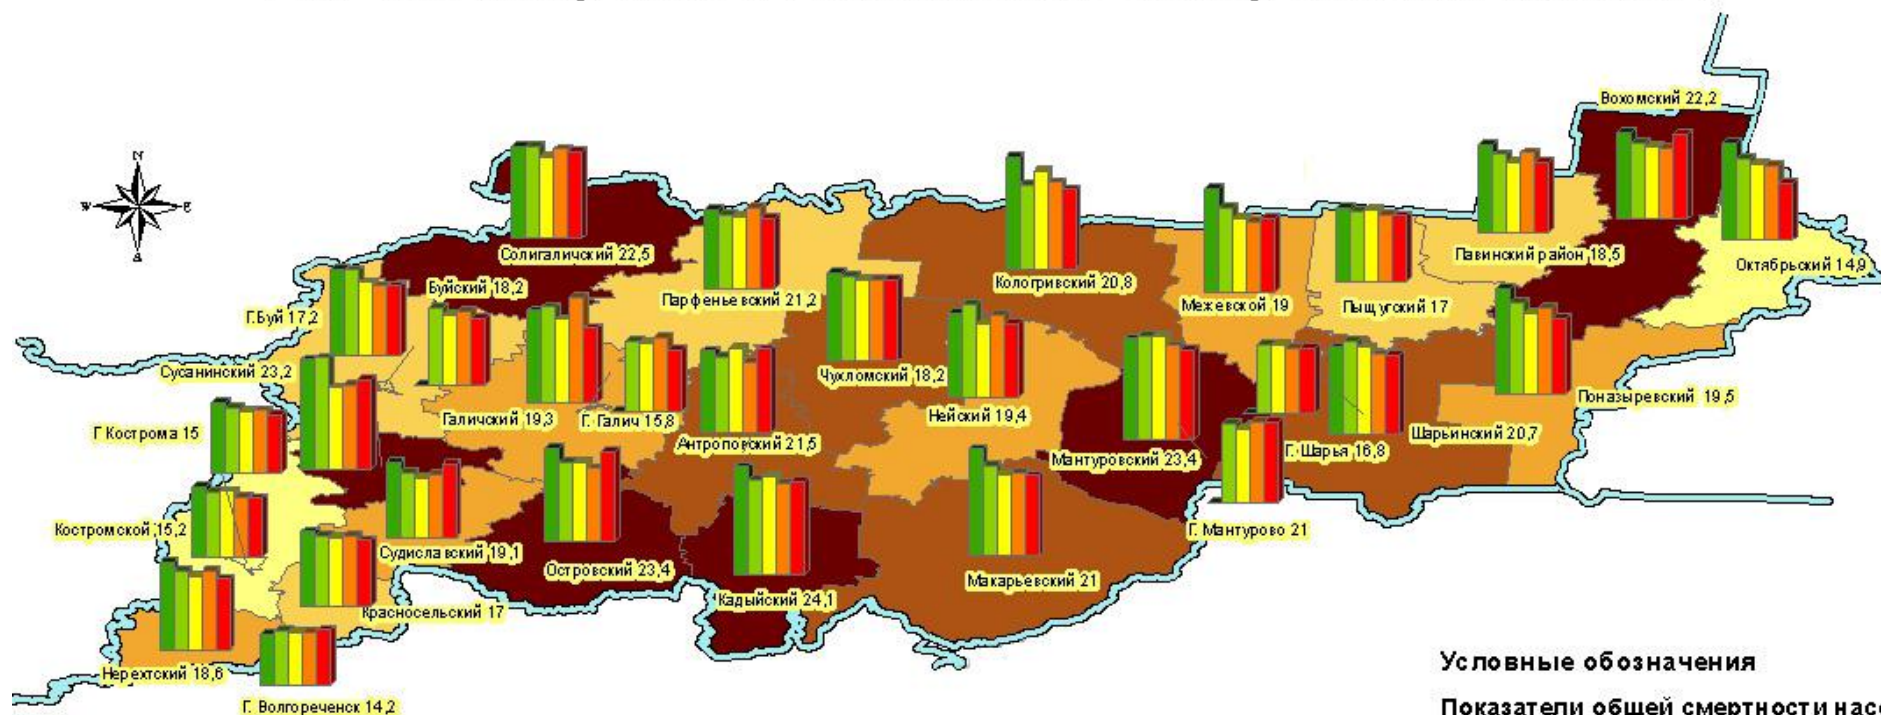 N
W
E
Вохомский 22,2
Солигаличский 22,5
Павинский район 18,5
Октябрьский 14,9
Буйский 18,2
Парфеньевский 21,2
Кологривский 20,8
Межевской 19
Пыщугский 17
Г.Буй 17,2
Сусанинский 23,2
Чухломский 18,2
Поназыревский 19,5
Галичский 19,3
Г. Галич 15,8
Нейский 19,4
Г Кострома 15
Антроповский 21,5
Шарьинский 20,7
Мантуровский 23,4
Г. Шарья 16,8
Костромской 15,2
Г. Мантурово 21
Судиславский 19,1
Островский 23,4
Макарьевский 21
Кадыйский 24,1
Красносельский 17
Нерехтский 18,6
Г. Волгореченск 14,2
Условные обозначения
Показатели общей смертности